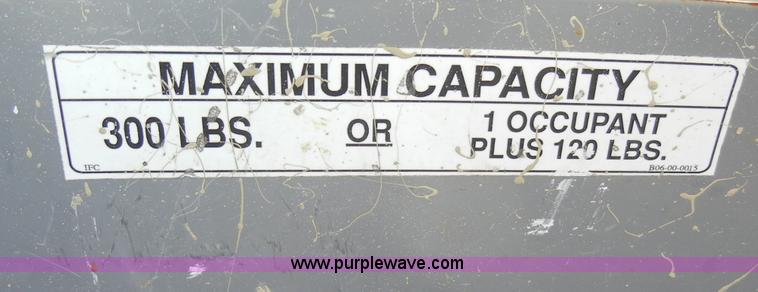 MAXIMUM CAPACITY
300 LBS. OR 1 OCCUPANT
PLUS 120 LBS.
IFC B06-00-0015
www.purplewave.com